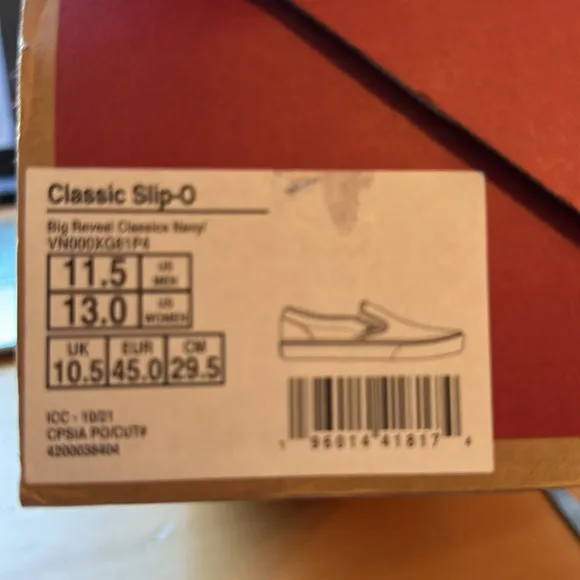 Classic Slip-O
Big Reveal Classics Navy/
VN000XG81P4
11.5 US MEN
13.0 US WOMEN
UK EUR CM
10.5 45.0 29.5
ICC - 10/21
CPSIA PO/CUT#
4200038404
1 96014 41817 4